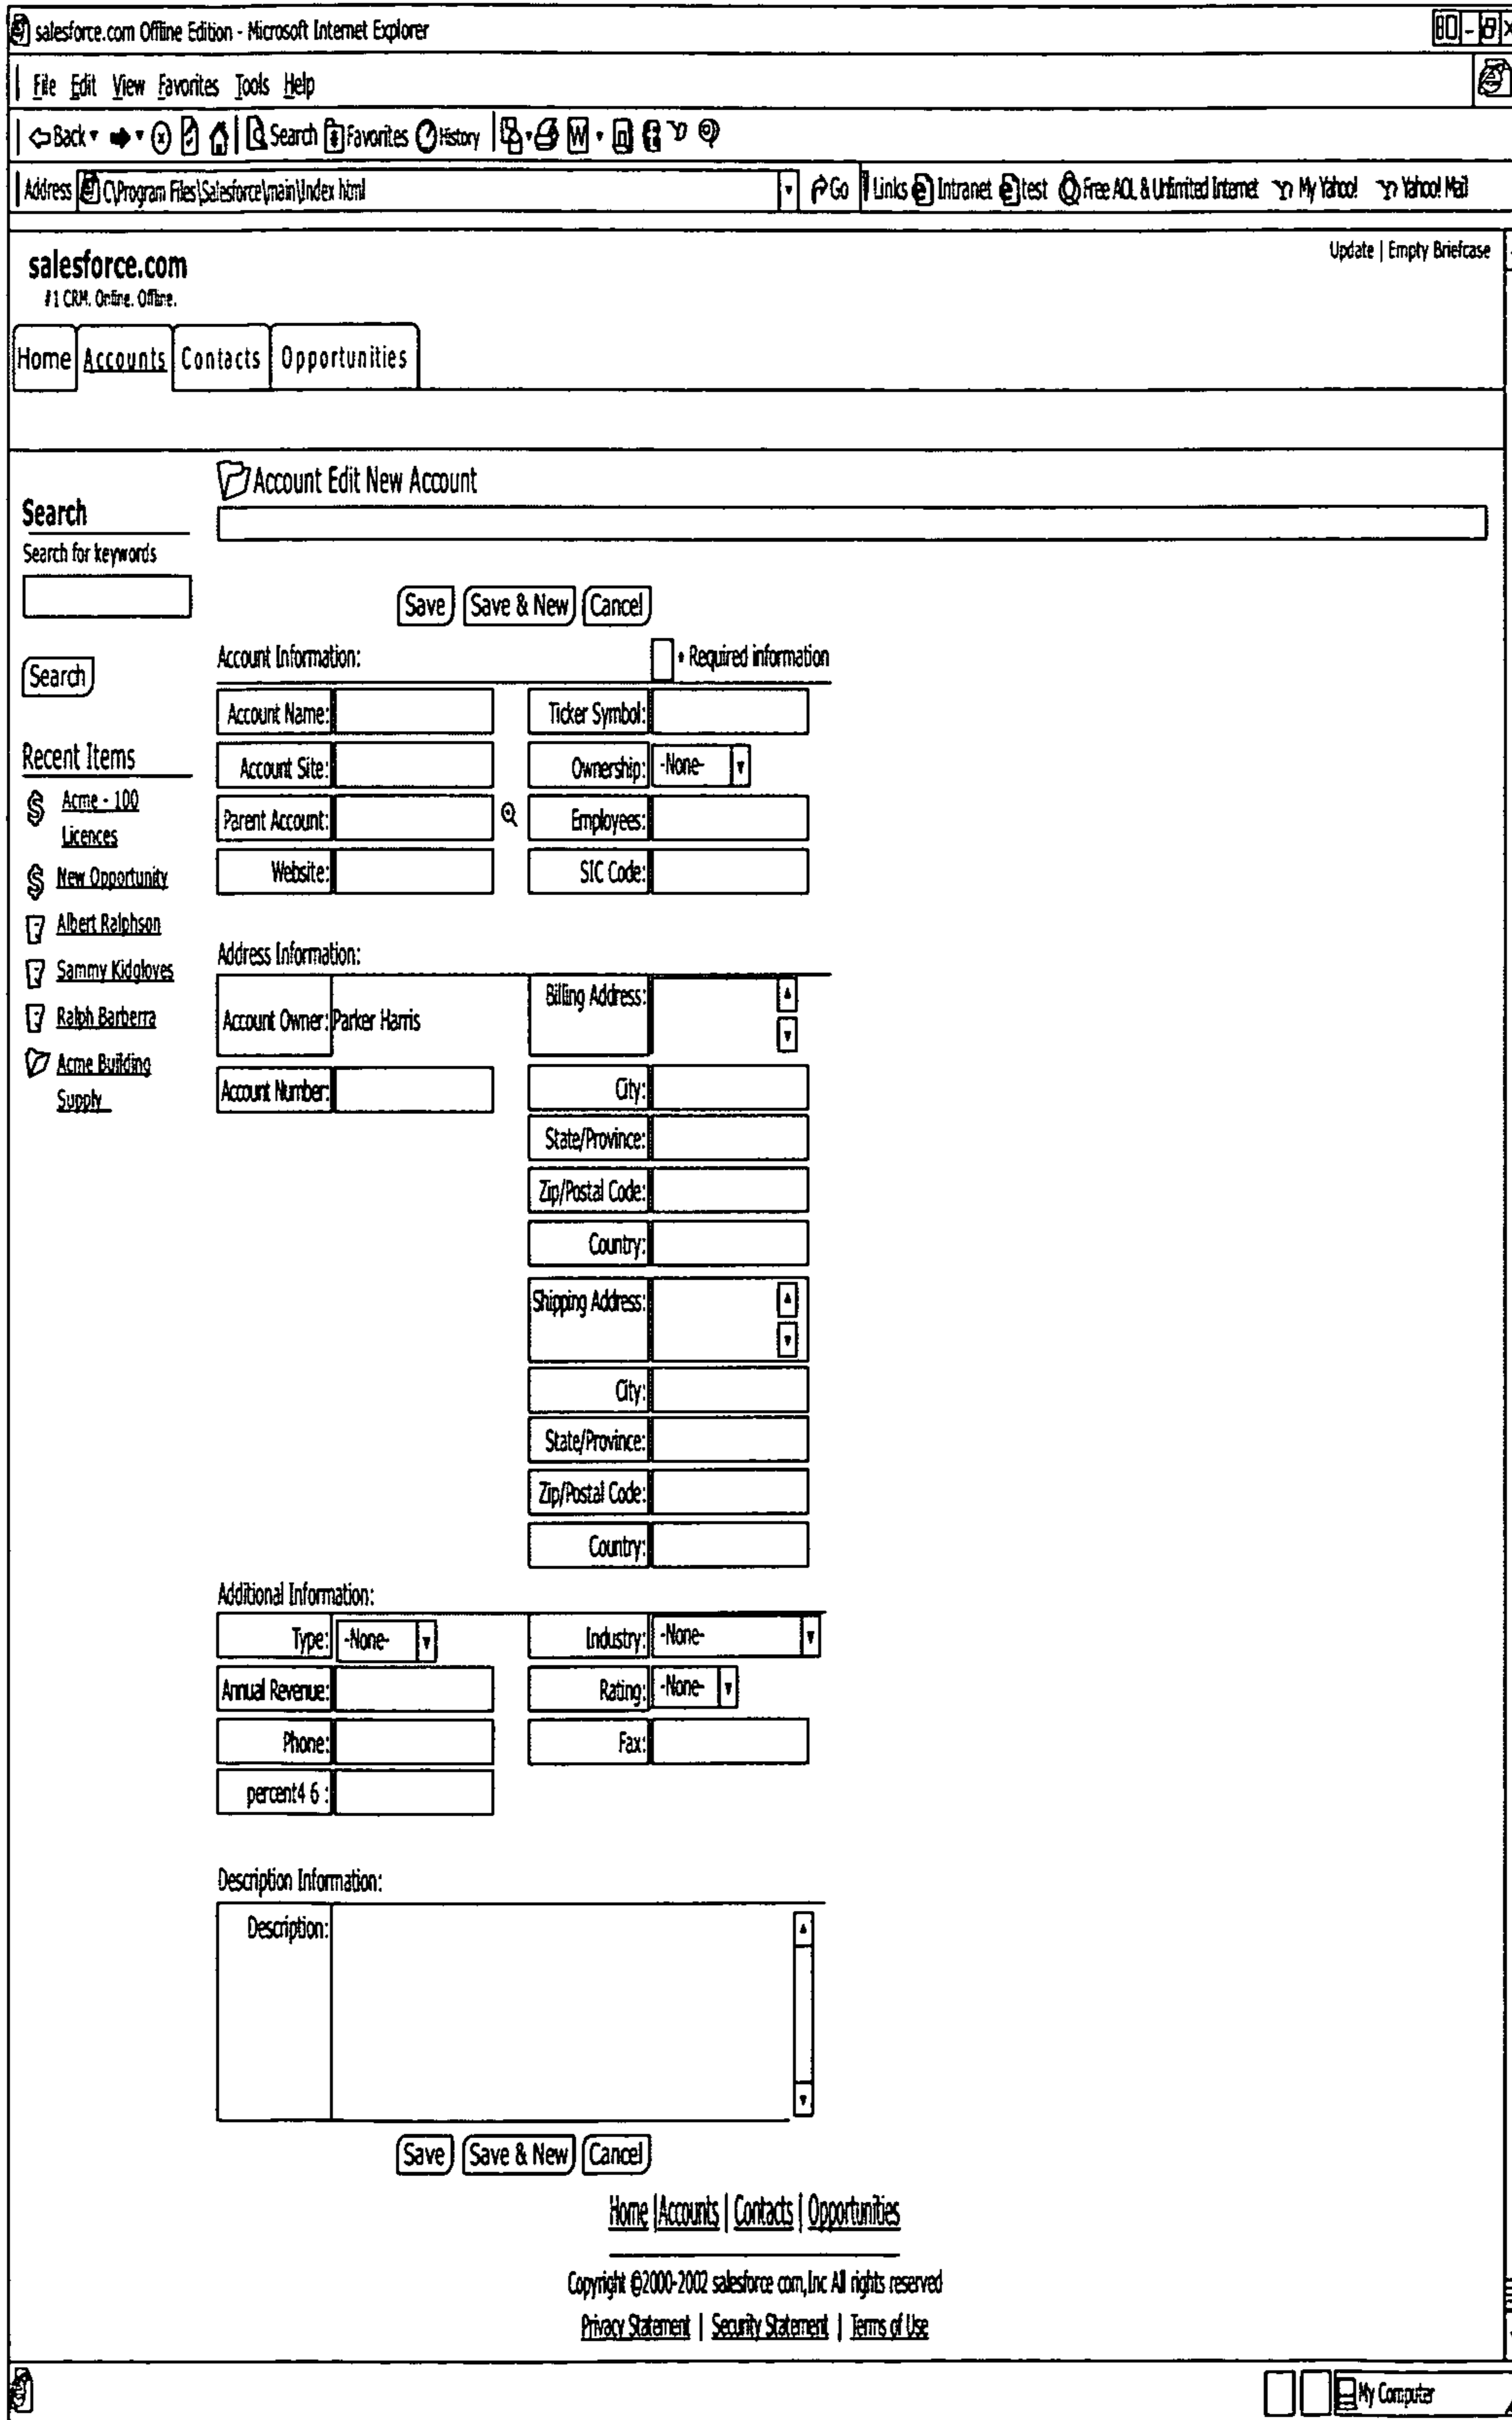 salesforce.com Offline Edition - Microsoft Internet Explorer
File Edit View Favorites Tools Help
Back Search Favorites History W
Address C\Program Files\Salesforce\main\Index html Go Links Intranet test Free AOL & Unlimited Internet My Yahoo! Yahoo! Mail
salesforce.com
Update | Empty Briefcase
#1 CRM. Online. Offline.
Home Accounts Contacts Opportunities
Account Edit New Account
Search
Search for keywords
Save Save & New Cancel
Search
Account Information: • Required information
Account Name: Ticker Symbol:
Account Site: Ownership: -None-
Parent Account: Employees:
Website: SIC Code:
Recent Items
Acme - 100
Licences
New Opportunity
Albert Ralphson
Sammy Kidgloves
Ralph Barberra
Acme Building
Supply
Address Information:
Account Owner: Parker Harris Billing Address:
Account Number: City:
State/Province:
Zip/Postal Code:
Country:
Shipping Address:
City:
State/Province:
Zip/Postal Code:
Country:
Additional Information:
Type: -None- Industry: -None-
Annual Revenue: Rating: -None-
Phone: Fax:
percent4 6 :
Description Information:
Description:
Save Save & New Cancel
Home | Accounts | Contacts | Opportunities
Copyright ©2000-2002 salesforce com, Inc All rights reserved
Privacy Statement | Security Statement | Terms of Use
My Computer